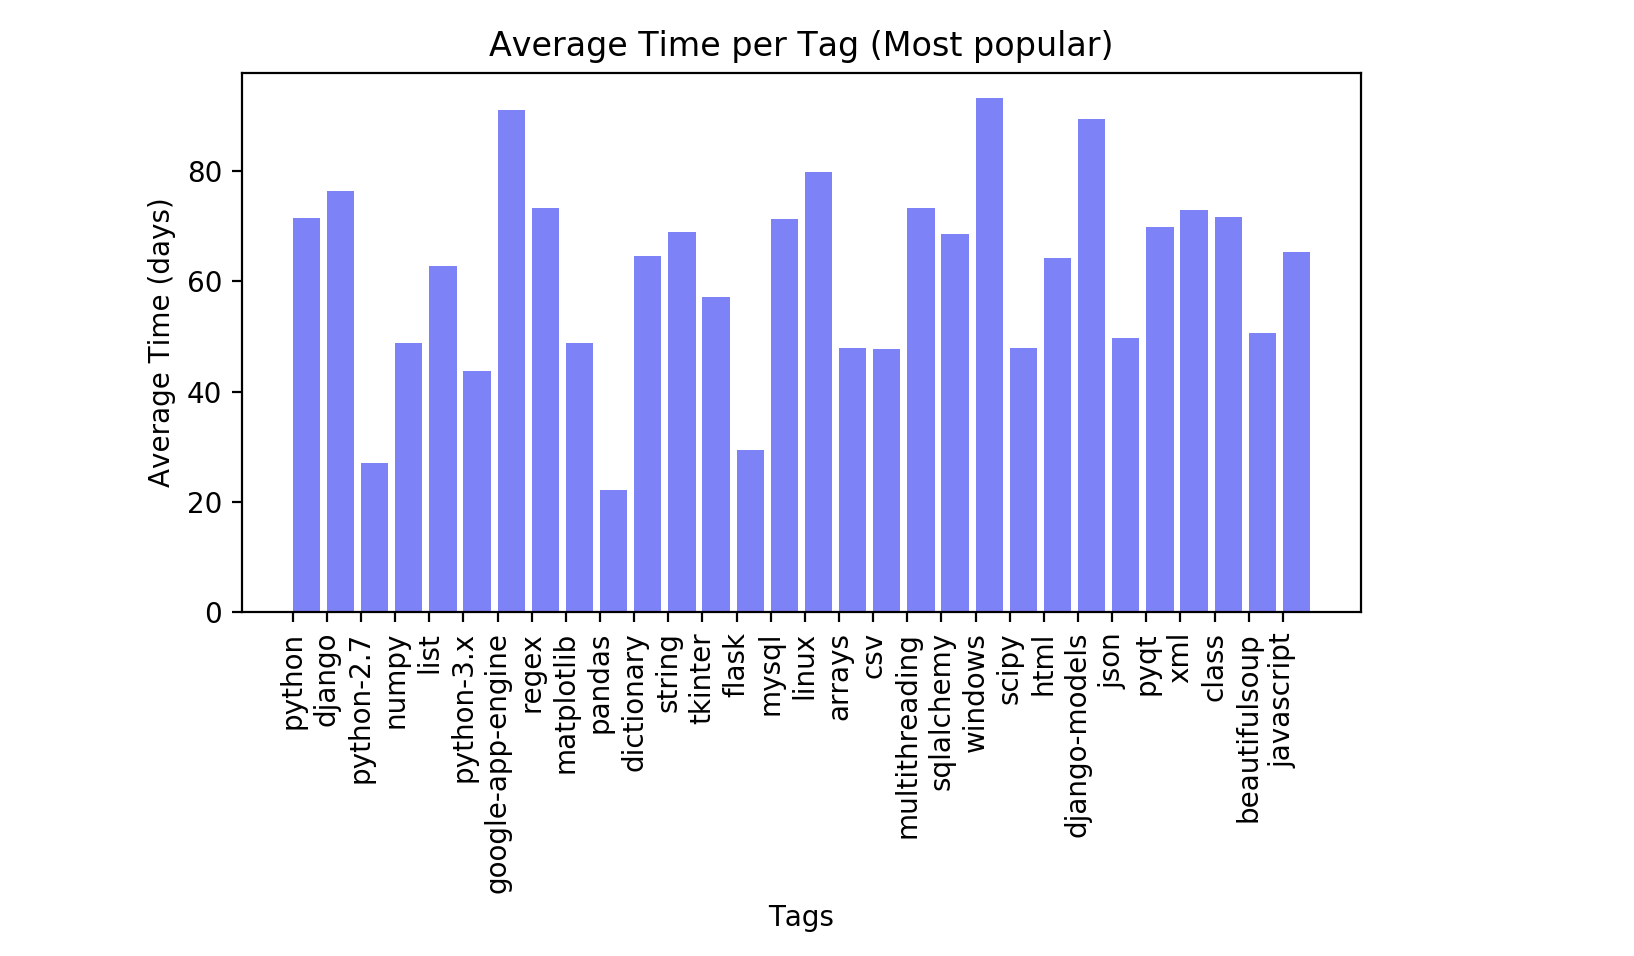 Average Time per Tag (Most popular)
Average Time (days)
80
60
40
20
0
python
django
python-2.7
numpy
list
python-3.x
google-app-engine
regex
matplotlib
pandas
dictionary
string
tkinter
flask
mysql
linux
arrays
csv
multithreading
sqlalchemy
windows
scipy
html
django-models
json
pyqt
xml
class
beautifulsoup
javascript
Tags